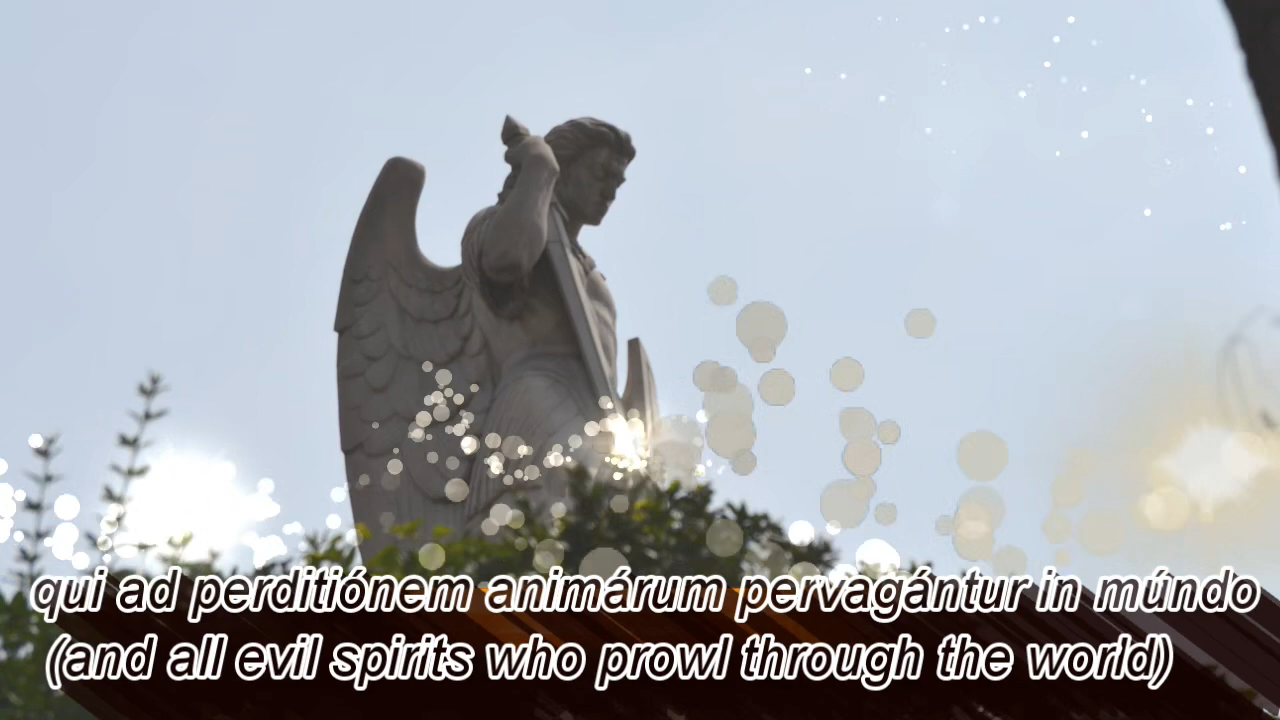 qui ad perditiónem animárum pervagántur in múndo
(and all evil spirits who prowl through the world)